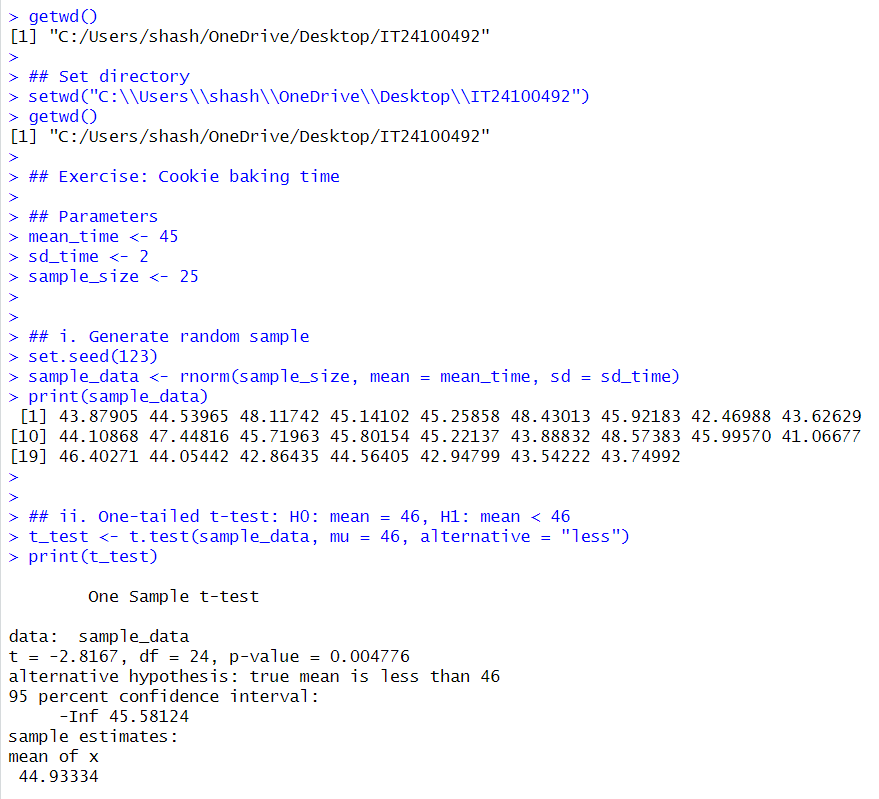 > getwd()
[1] "C:/Users/shash/OneDrive/Desktop/IT24100492"
>
> ## Set directory
> setwd("C:\\Users\\shash\\OneDrive\\Desktop\\IT24100492")
> getwd()
[1] "C:/Users/shash/OneDrive/Desktop/IT24100492"
>
> ## Exercise: Cookie baking time
>
> ## Parameters
> mean_time <- 45
> sd_time <- 2
> sample_size <- 25
>
>
> ## i. Generate random sample
> set.seed(123)
> sample_data <- rnorm(sample_size, mean = mean_time, sd = sd_time)
> print(sample_data)
 [1] 43.87905 44.53965 48.11742 45.14102 45.25858 48.43013 45.92183 42.46988 43.62629
[10] 44.10868 47.44816 45.71963 45.80154 45.22137 43.88832 48.57383 45.99570 41.06677
[19] 46.40271 44.05442 42.86435 44.56405 42.94799 43.54222 43.74992
>
>
> ## ii. One-tailed t-test: H0: mean = 46, H1: mean < 46
> t_test <- t.test(sample_data, mu = 46, alternative = "less")
> print(t_test)

        One Sample t-test

data:  sample_data
t = -2.8167, df = 24, p-value = 0.004776
alternative hypothesis: true mean is less than 46
95 percent confidence interval:
     -Inf 45.58124
sample estimates:
mean of x
 44.93334